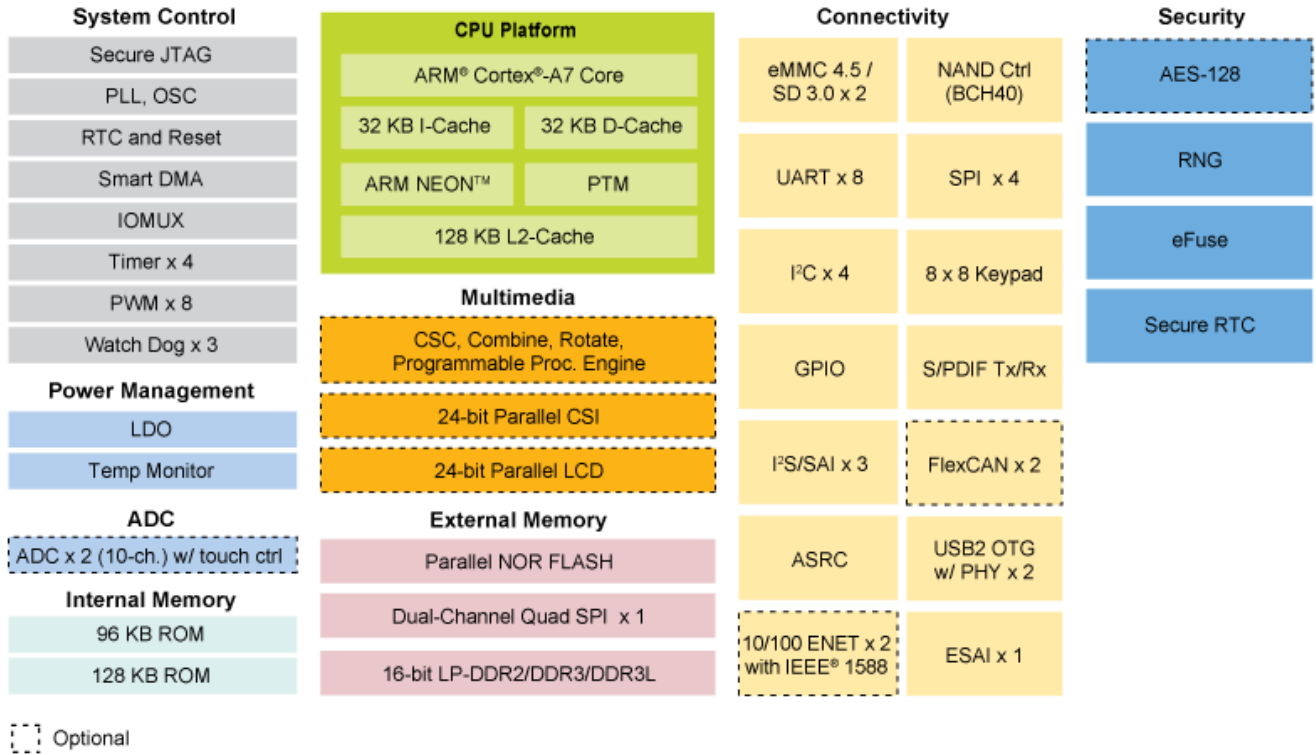 System Control
Secure JTAG
PLL, OSC
RTC and Reset
Smart DMA
IOMUX
Timer x 4
PWM x 8
Watch Dog x 3
Power Management
LDO
Temp Monitor
ADC
ADC x 2 (10-ch.) w/ touch ctrl
Internal Memory
96 KB ROM
128 KB ROM
CPU Platform
ARM® Cortex®-A7 Core
32 KB I-Cache
32 KB D-Cache
ARM NEON™
PTM
128 KB L2-Cache
Multimedia
CSC, Combine, Rotate,
Programmable Proc. Engine
24-bit Parallel CSI
24-bit Parallel LCD
External Memory
Parallel NOR FLASH
Dual-Channel Quad SPI x 1
16-bit LP-DDR2/DDR3/DDR3L
Connectivity
eMMC 4.5 /
SD 3.0 x 2
NAND Ctrl
(BCH40)
UART x 8
SPI x 4
I²C x 4
8 x 8 Keypad
GPIO
S/PDIF Tx/Rx
I²S/SAI x 3
FlexCAN x 2
ASRC
USB2 OTG
w/ PHY x 2
10/100 ENET x 2
with IEEE® 1588
ESAI x 1
Security
AES-128
RNG
eFuse
Secure RTC
Optional